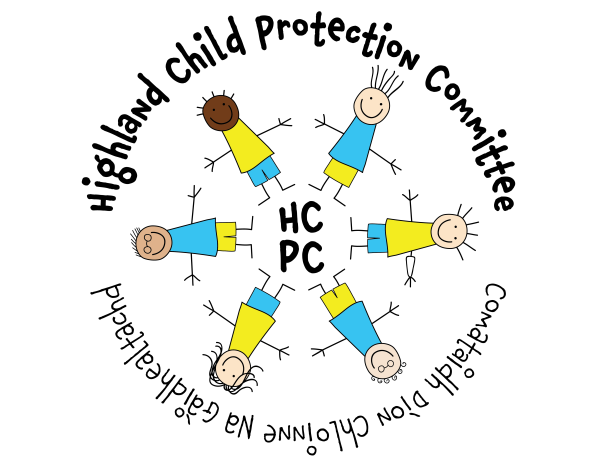 Highland Child Protection Committee
HC
PC
Comataidh Dìon Chloinne Na Gàidhealtachd